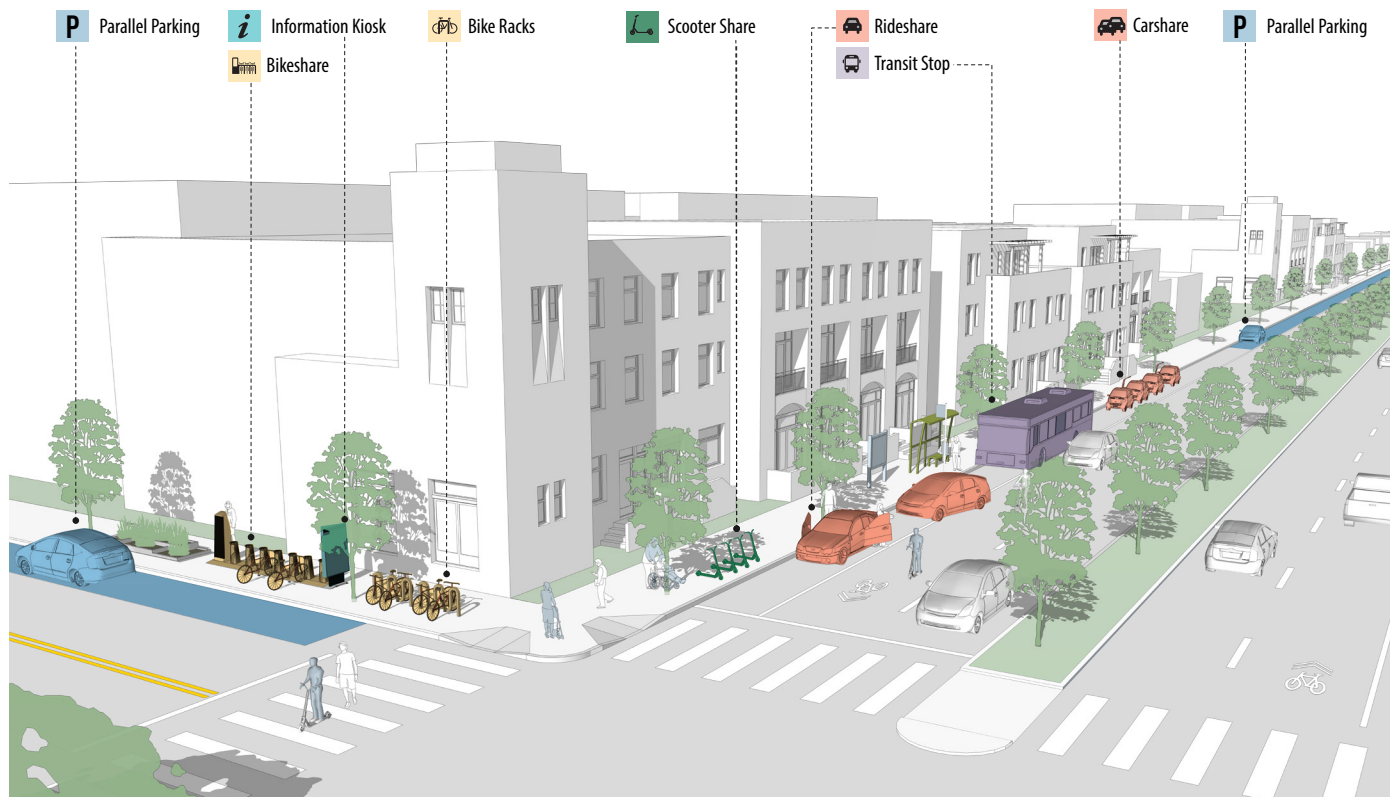 P Parallel Parking
i Information Kiosk
Bike Racks
Scooter Share
Rideshare
Carshare
P Parallel Parking
Bikeshare
Transit Stop